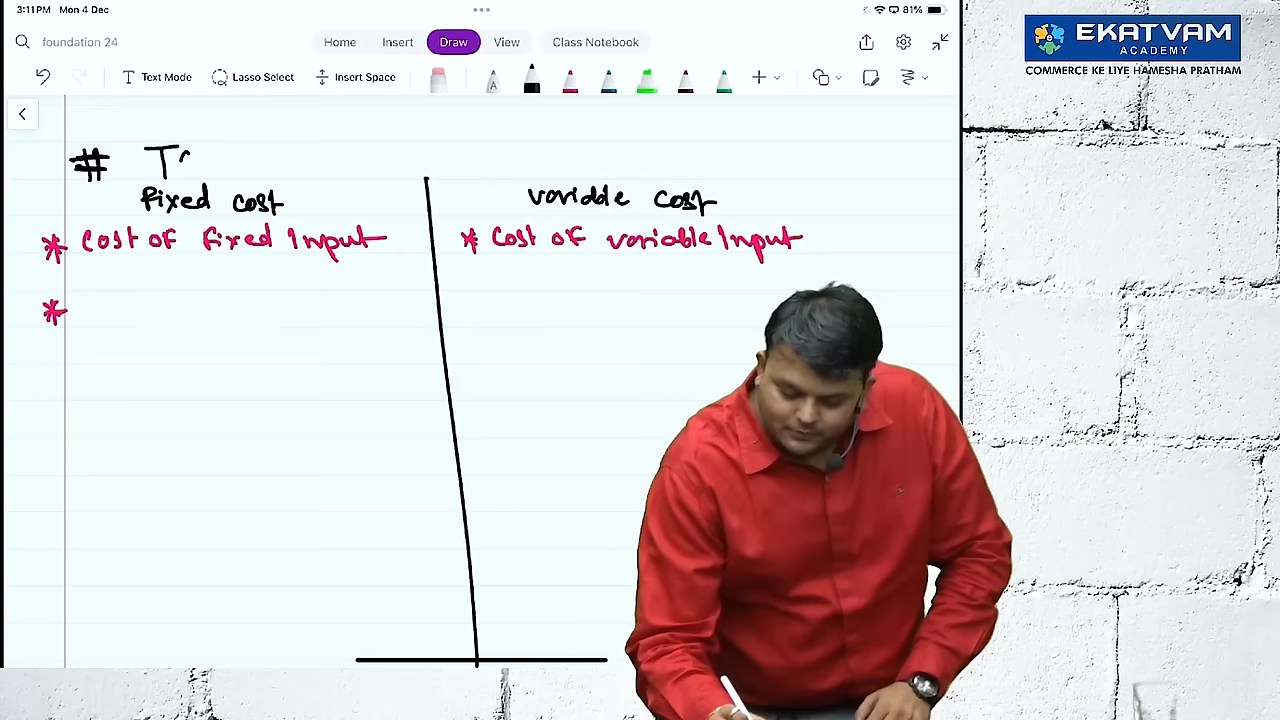 3:11PM Mon 4 Dec
81%
foundation 24
Home Insert Draw View Class Notebook
Text Mode Lasso Select Insert Space
EKATVAM
ACADEMY
COMMERCE KE LIYE HAMESHA PRATHAM
#
fixed cost
variable cost
* cost of fixed Input
* cost of variable Input
*